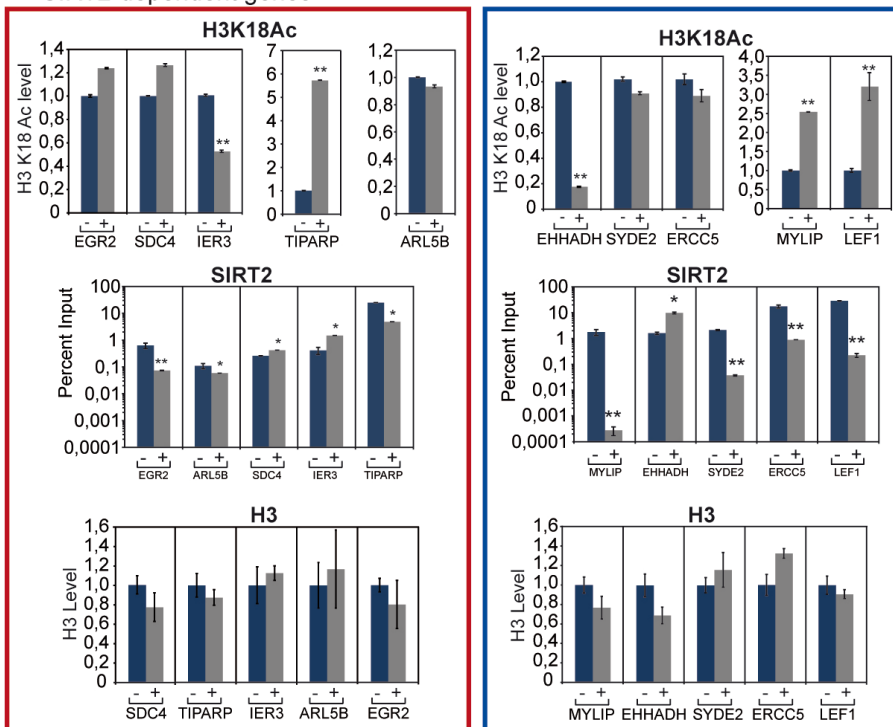 H3K18Ac
H3 K18 Ac level
1,4
1,2
1,0
0,8
0,6
0,4
0,2
0
**
- + - + - +
EGR2 SDC4 IER3
7
6
5
4
3
2
1
0
**
- +
TIPARP
1,2
1,0
0,8
0,6
0,4
0,2
0
- +
ARL5B
SIRT2
Percent Input
100
10
1
0,1
0,01
0,001
0,0001
** * * * *
- + - + - + - + - +
EGR2 ARL5B SDC4 IER3 TIPARP
H3
H3 Level
1,6
1,4
1,2
1,0
0,8
0,6
0,4
0,2
0
- + - + - + - + - +
SDC4 TIPARP IER3 ARL5B EGR2
H3K18Ac
H3 K18 Ac level
1,2
1,0
0,8
0,6
0,4
0,2
0
**
- + - + - +
EHHADH SYDE2 ERCC5
4,0
3,5
3,0
2,5
2,0
1,5
1,0
0,5
0
** **
- + - +
MYLIP LEF1
SIRT2
Percent Input
100
10
1
0,1
0,01
0,001
0,0001
** * ** ** **
- + - + - + - + - +
MYLIP EHHADH SYDE2 ERCC5 LEF1
H3
H3 Level
1,6
1,4
1,2
1,0
0,8
0,6
0,4
0,2
0
- + - + - + - + - +
MYLIP EHHADH SYDE2 ERCC5 LEF1